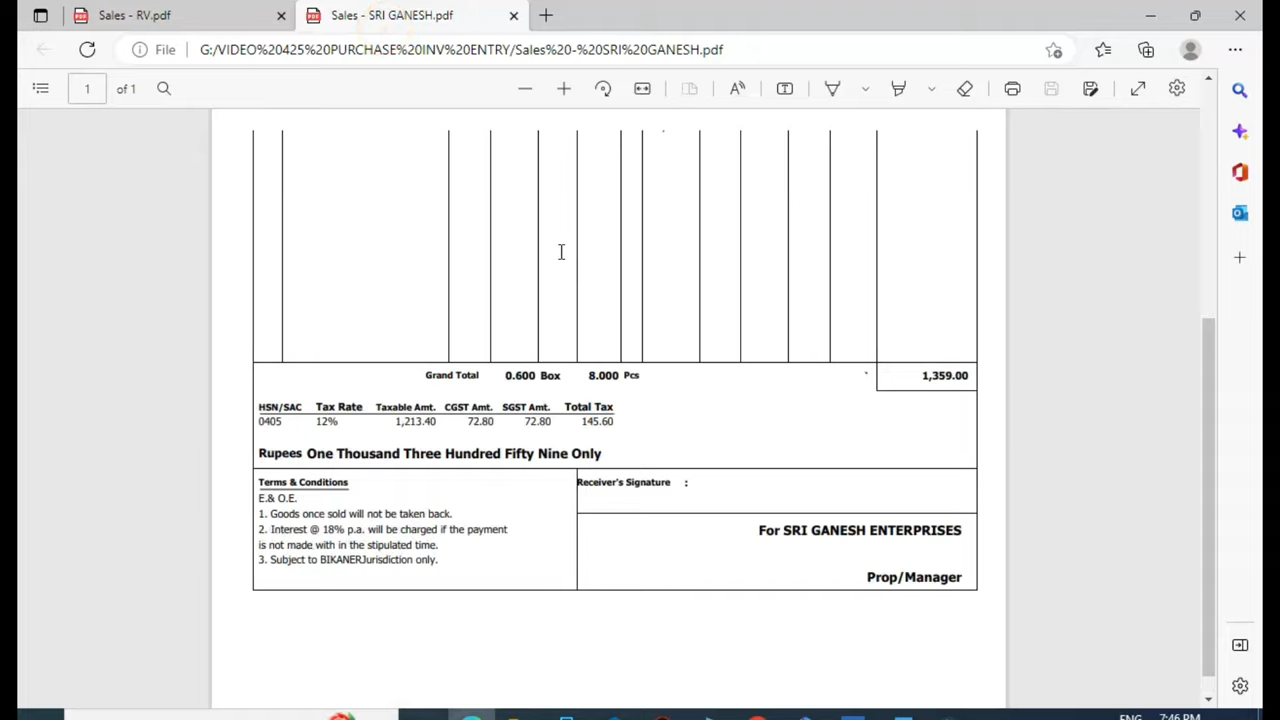 Sales - RV.pdf
Sales - SRI GANESH.pdf
File G:/VIDEO%20425%20PURCHASE%20INV%20ENTRY/Sales%20-%20SRI%20GANESH.pdf
1 of 1
Grand Total 0.600 Box 8.000 Pcs ` 1,359.00
HSN/SAC Tax Rate Taxable Amt. CGST Amt. SGST Amt. Total Tax
0405 12% 1,213.40 72.80 72.80 145.60
Rupees One Thousand Three Hundred Fifty Nine Only
Terms & Conditions
E.& O.E.
1. Goods once sold will not be taken back.
2. Interest @ 18% p.a. will be charged if the payment
is not made with in the stipulated time.
3. Subject to BIKANERJurisdiction only.
Receiver's Signature :
For SRI GANESH ENTERPRISES
Prop/Manager
ENG 7:46 PM